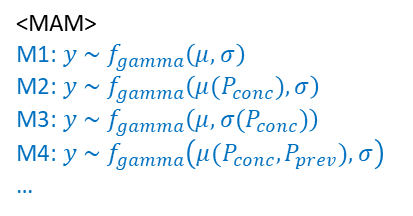 <MAM>
M1: y ~ f_gamma(μ, σ)
M2: y ~ f_gamma(μ(P_conc), σ)
M3: y ~ f_gamma(μ, σ(P_conc))
M4: y ~ f_gamma(μ(P_conc, P_prev), σ)
...